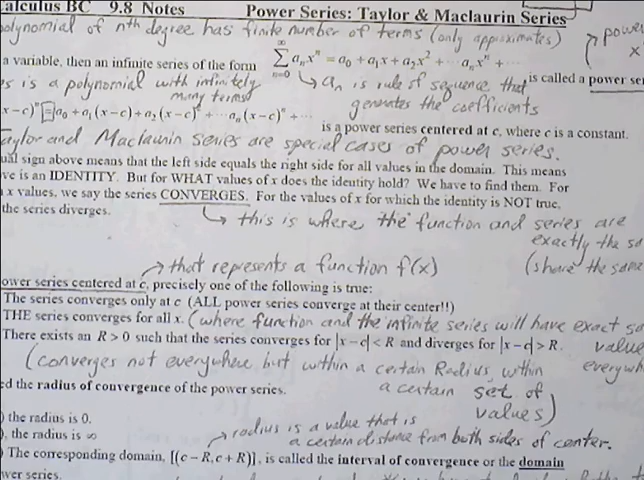 alculus BC 9.8 Notes Power Series: Taylor & Maclaurin Series
polynomial of nth degree has finite number of terms (only approximates)
power
x
a variable, then an infinite series of the form ∑ aₙxⁿ = a₀ + a₁x + a₂x² + ··· aₙxⁿ + ··· is called a power ser
n=0 ∞
is a polynomial with infinitely many terms
aₙ is rule of sequence that generates the coefficients
x − c)ⁿ = a₀ + a₁(x − c) + a₂(x − c)² + ··· aₙ(x − c)ⁿ + ···
is a power series centered at c, where c is a constant.
Taylor and Maclaurin series are special cases of power series.
ual sign above means that the left side equals the right side for all values in the domain. This means
ve is an IDENTITY. But for WHAT values of x does the identity hold? We have to find them. For
x values, we say the series CONVERGES. For the values of x for which the identity is NOT true,
the series diverges.
this is where the function and series are
exactly the sa
(share the same
that represents a function f(x)
ower series centered at c, precisely one of the following is true:
The series converges only at c (ALL power series converge at their center!!)
THE series converges for all x. (where function and the infinite series will have exact sa
value
everywh
There exists an R > 0 such that the series converges for |x − c| < R and diverges for |x − c| > R.
(converges not everywhere but within a certain Radius, within
a certain set of
values)
ed the radius of convergence of the power series.
) the radius is 0.
), the radius is ∞
radius is a value that is
a certain distance from both sides of center.
) The corresponding domain, [(c − R, c + R)], is called the interval of convergence or the domain
wer series.